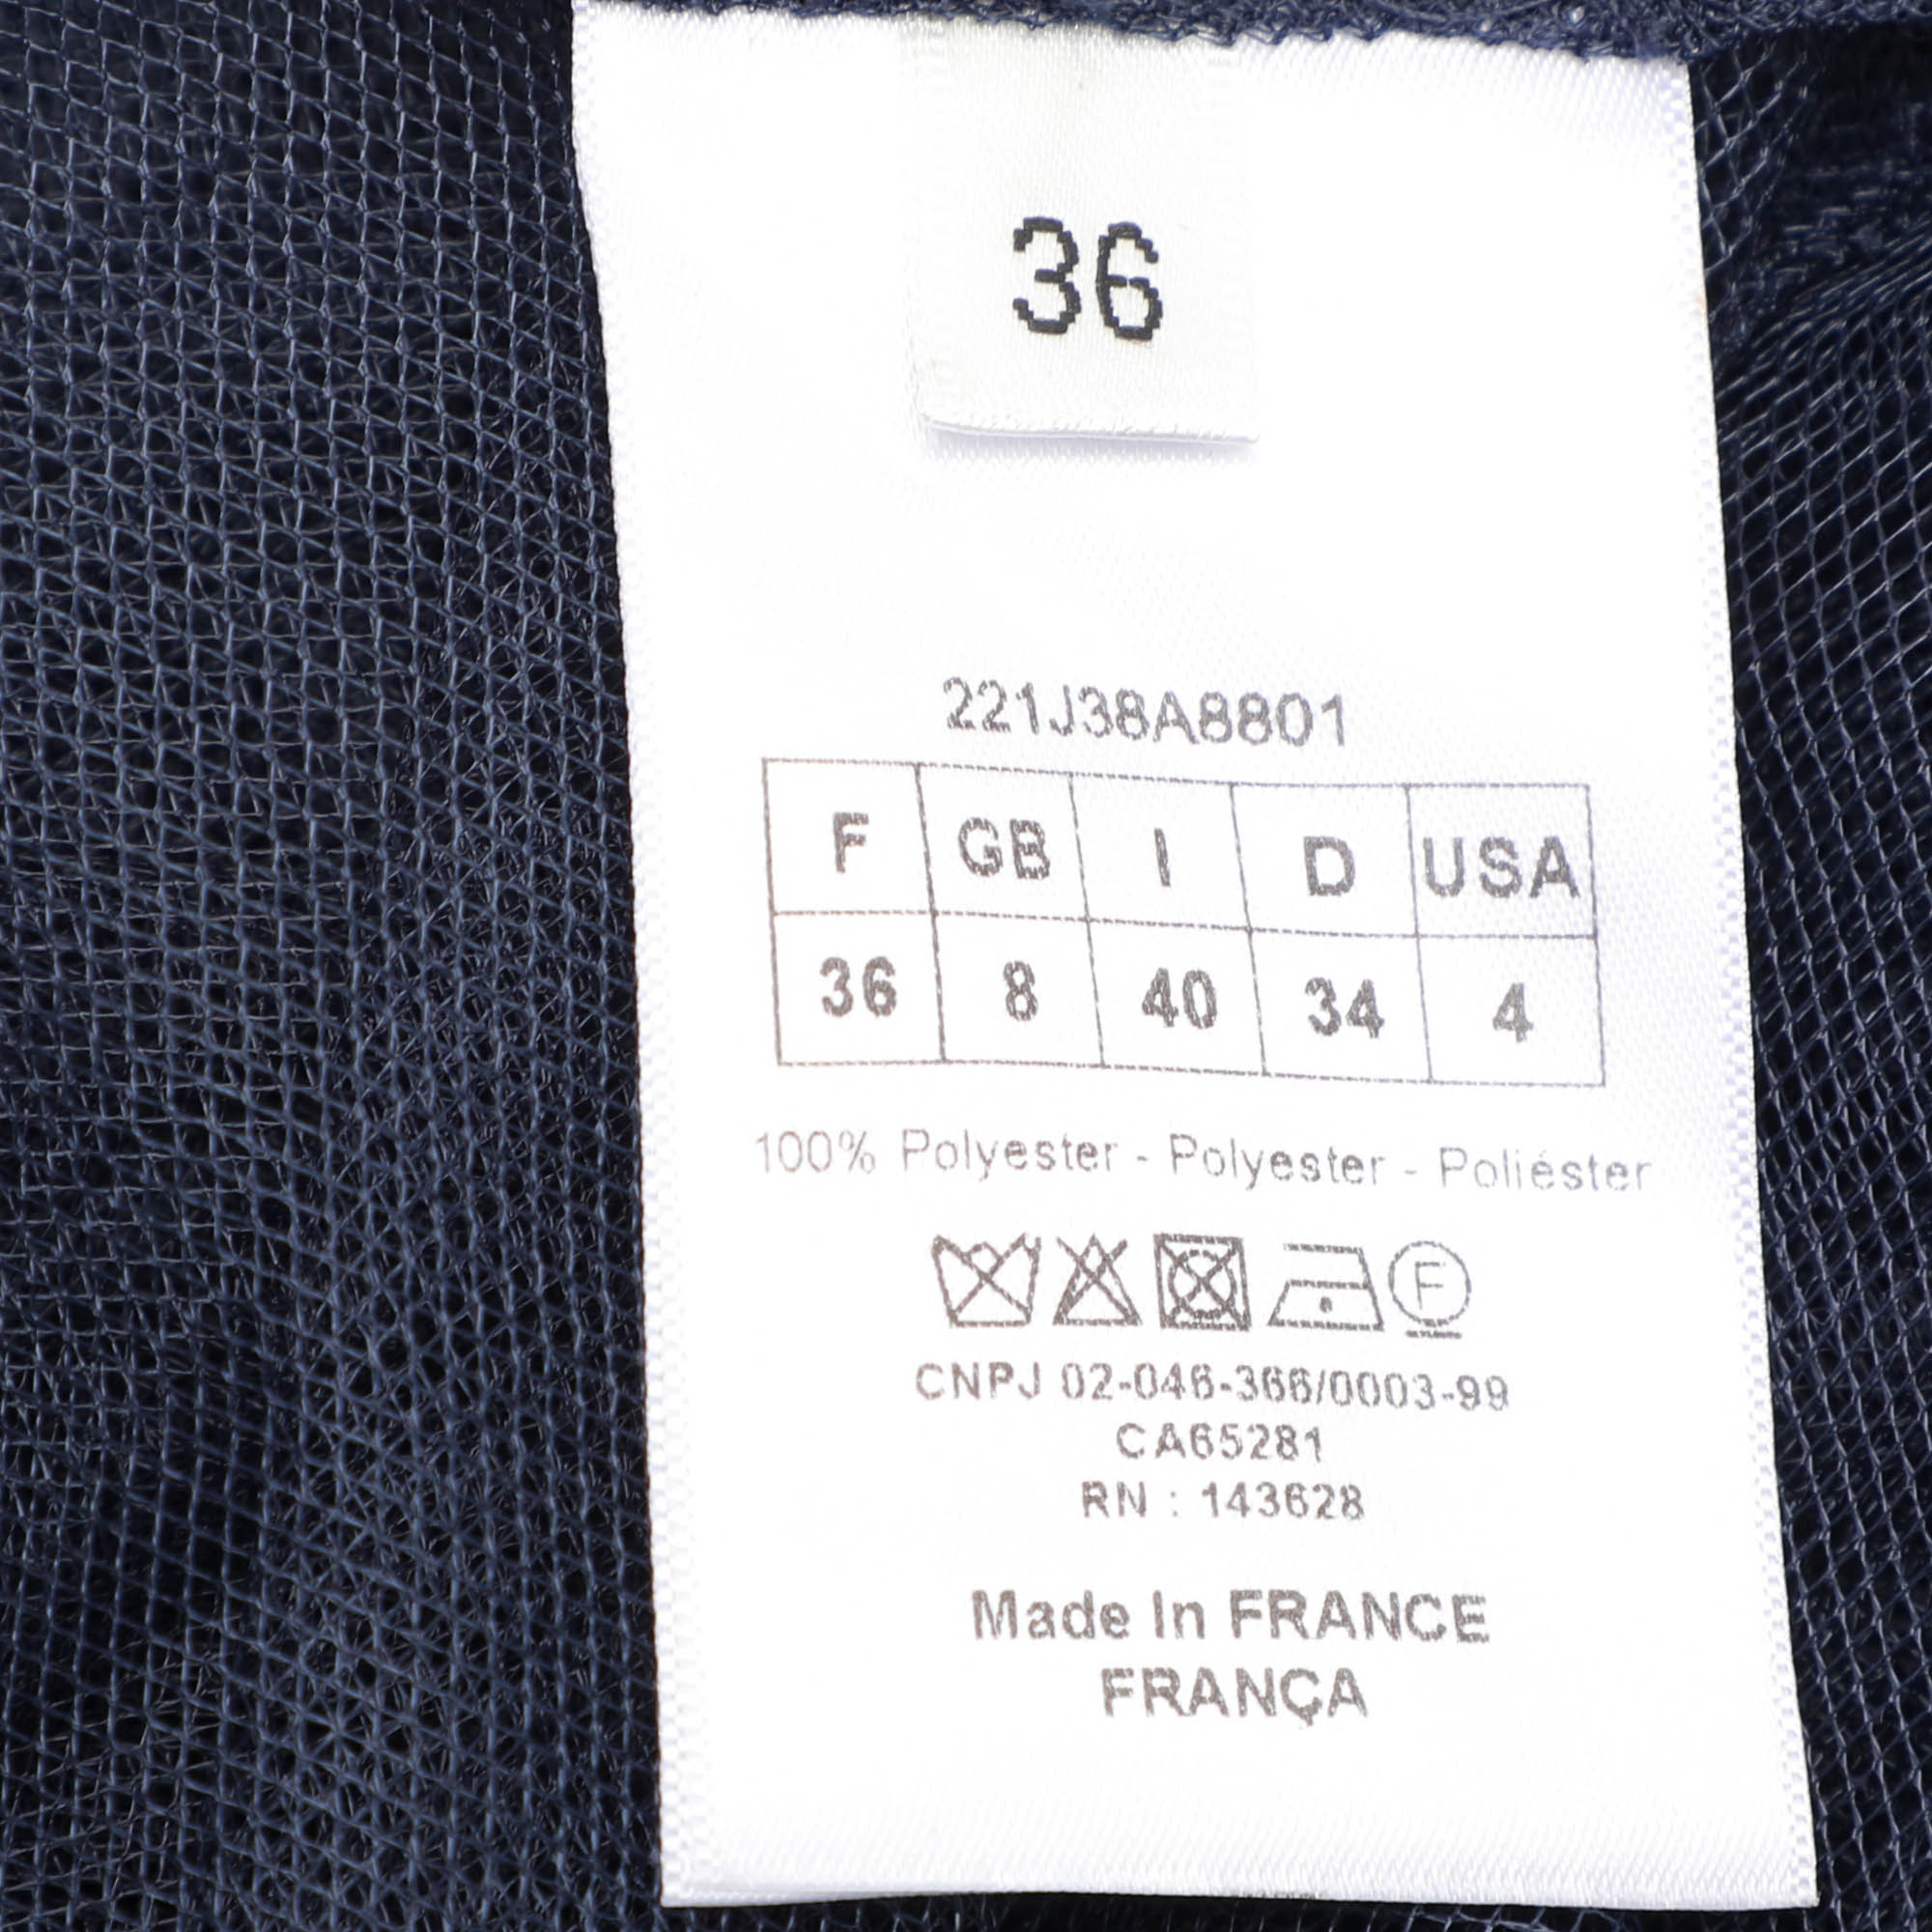 36
221J38A8801
F GB I D USA
36 8 40 34 4
100% Polyester - Polyester - Poliéster
F
CNPJ 02-046-366/0003-99
CA65281
RN : 143628
Made In FRANCE
FRANÇA